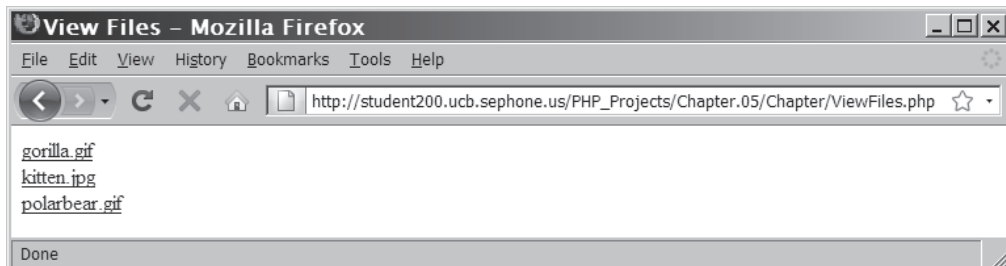 View Files – Mozilla Firefox
File Edit View History Bookmarks Tools Help
http://student200.ucb.sephone.us/PHP_Projects/Chapter.05/Chapter/ViewFiles.php
gorilla.gif
kitten.jpg
polarbear.gif
Done